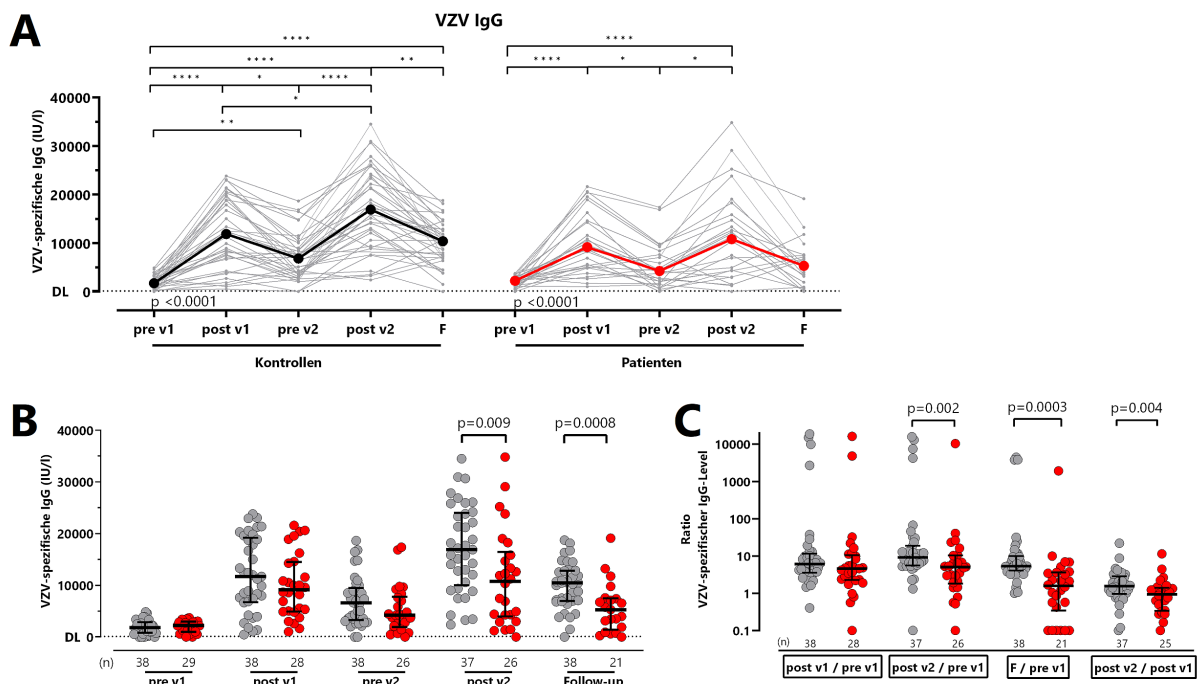 A
VZV IgG
****
****
**
****
*
****
*
**
****
****
*
*
VZV-spezifische IgG (IU/l)
40000
30000
20000
10000
DL 0
p <0.0001
p <0.0001
pre v1 post v1 pre v2 post v2 F
pre v1 post v1 pre v2 post v2 F
Kontrollen
Patienten
B
VZV-spezifische IgG (IU/l)
40000
30000
20000
10000
DL 0
p=0.009
p=0.0008
(n) 38 29 38 28 38 26 37 26 38 21
pre v1 post v1 pre v2 post v2 Follow-up
C
Ratio
VZV-spezifischer IgG-Level
10000
1000
100
10
1
0.1
p=0.002
p=0.0003
p=0.004
(n) 38 28 37 26 38 21 37 25
post v1 / pre v1
post v2 / pre v1
F / pre v1
post v2 / post v1